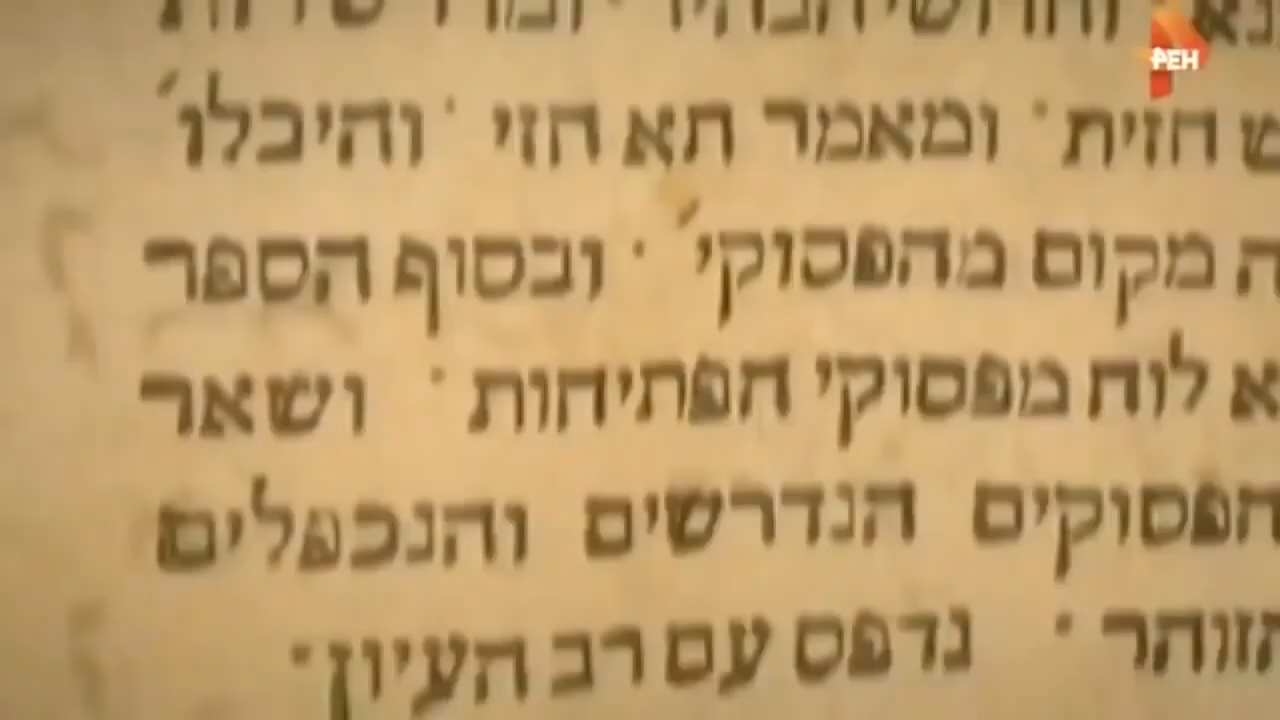 РЕН
חזית · ומאמר תא חזי · והיכלו׳
מקום מהפסוקי׳ · ובסוף הספר
לוח מפסוקי הפתיחות · ושאר
הפסוקים הנדרשים והנכפלים
הזוהר · נדפס עם רב העיון·